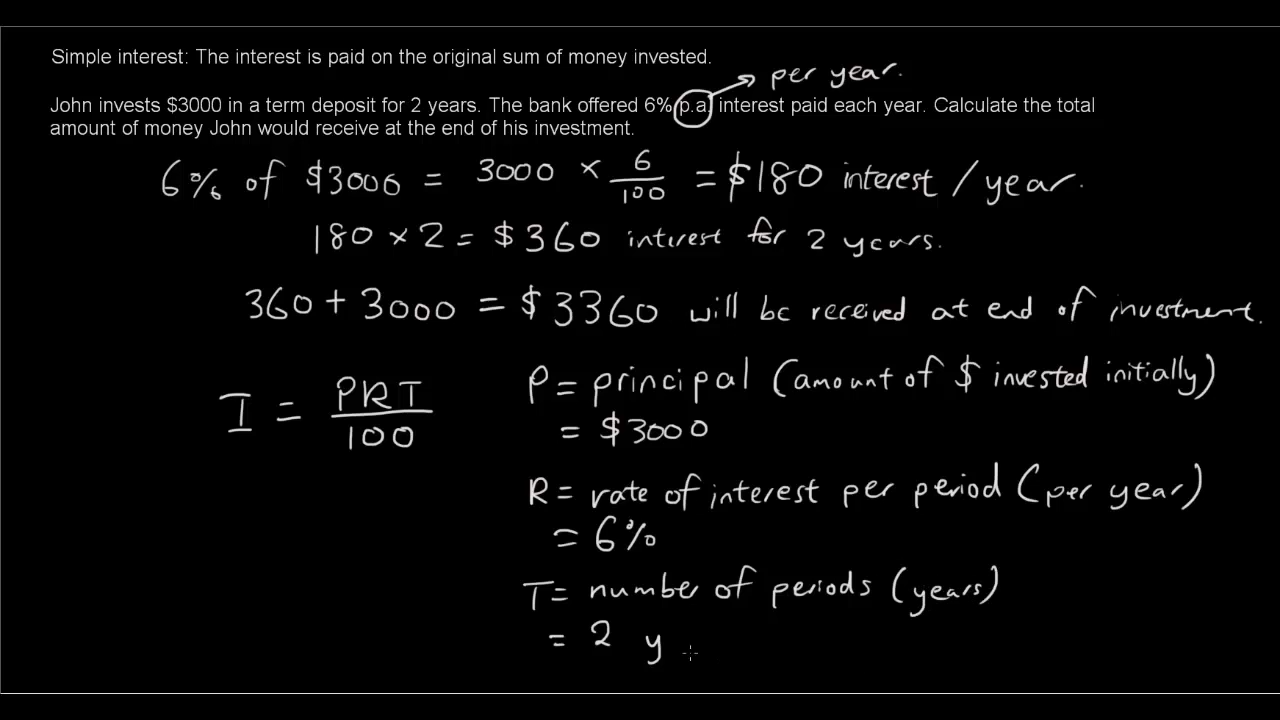 Simple interest: The interest is paid on the original sum of money invested.
per year.
John invests $3000 in a term deposit for 2 years. The bank offered 6% p.a. interest paid each year. Calculate the total
amount of money John would receive at the end of his investment.
6% of $3000 = 3000 × 6/100 = $180 interest / year.
180 × 2 = $360 interest for 2 years.
360 + 3000 = $3360 will be received at end of investment.
I = PRT/100
P = principal (amount of $ invested initially)
= $3000
R = rate of interest per period (per year)
= 6%
T = number of periods (years)
= 2 y